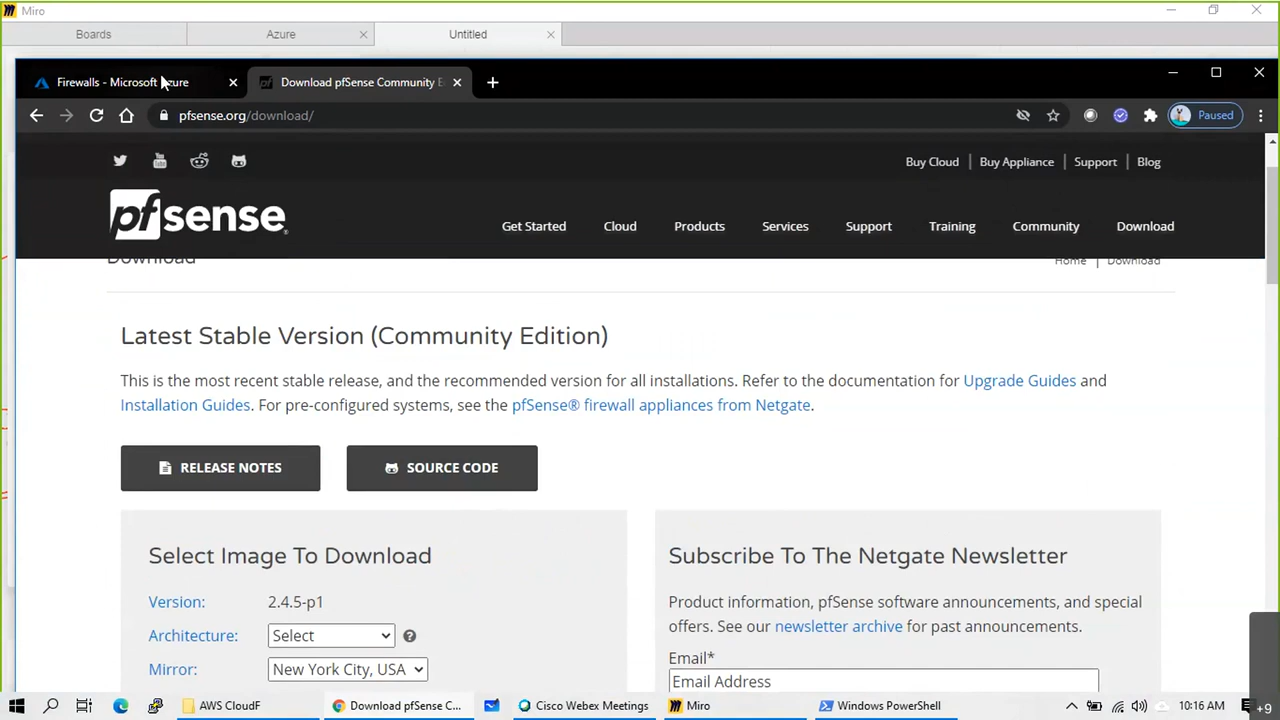 Miro
Boards
Azure
Untitled
Firewalls - Microsoft Azure
Download pfSense Community E
pfsense.org/download/
Paused
Buy Cloud | Buy Appliance | Support | Blog
pfsense
Get Started
Cloud
Products
Services
Support
Training
Community
Download
Download
Home | Download
Latest Stable Version (Community Edition)
This is the most recent stable release, and the recommended version for all installations. Refer to the documentation for Upgrade Guides and
Installation Guides. For pre-configured systems, see the pfSense® firewall appliances from Netgate.
RELEASE NOTES
SOURCE CODE
Select Image To Download
Version: 2.4.5-p1
Architecture: Select
Mirror: New York City, USA
Subscribe To The Netgate Newsletter
Product information, pfSense software announcements, and special
offers. See our newsletter archive for past announcements.
Email*
Email Address
AWS CloudF
Download pfSense C...
Cisco Webex Meetings
Miro
Windows PowerShell
10:16 AM
+9